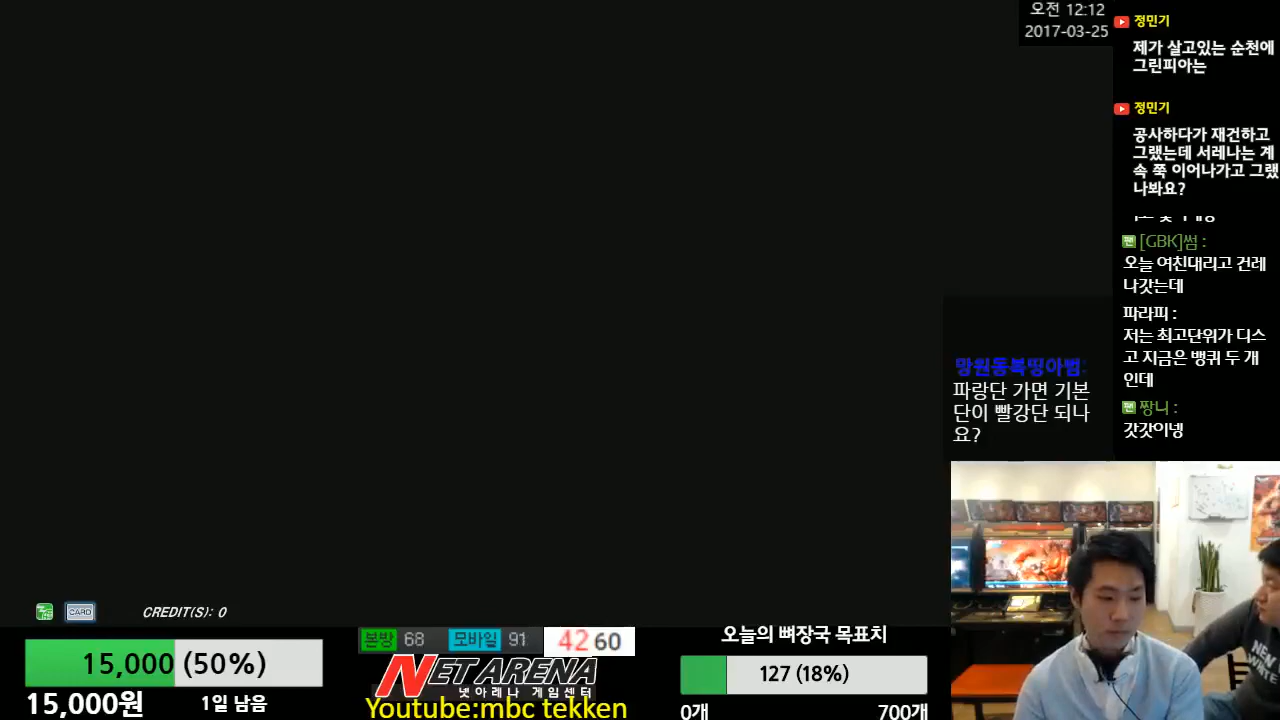 오전 12:12
2017-03-25
정민기
제가 살고있는 순천에
그린피아는
정민기
공사하다가 재건하고
그랬는데 서레나는 계
속 쭉 이어나가고 그랬
나봐요?
[GBK]썸 :
오늘 여친대리고 건레
나갓는데
파라피 :
저는 최고단위가 디스
고 지금은 뱅퀴 두 개
인데
짱니 :
갓갓이넹
망원동복띵아범:
파랑단 가면 기본
단이 빨강단 되나
요?
CARD
CREDIT(S): 0
15,000 (50%)
15,000원
1일 남음
본방 68 모바일 91 42 60
NET ARENA
넷아레나 게임센터
Youtube:mbc tekken
오늘의 뼈장국 목표치
127 (18%)
0개
700개